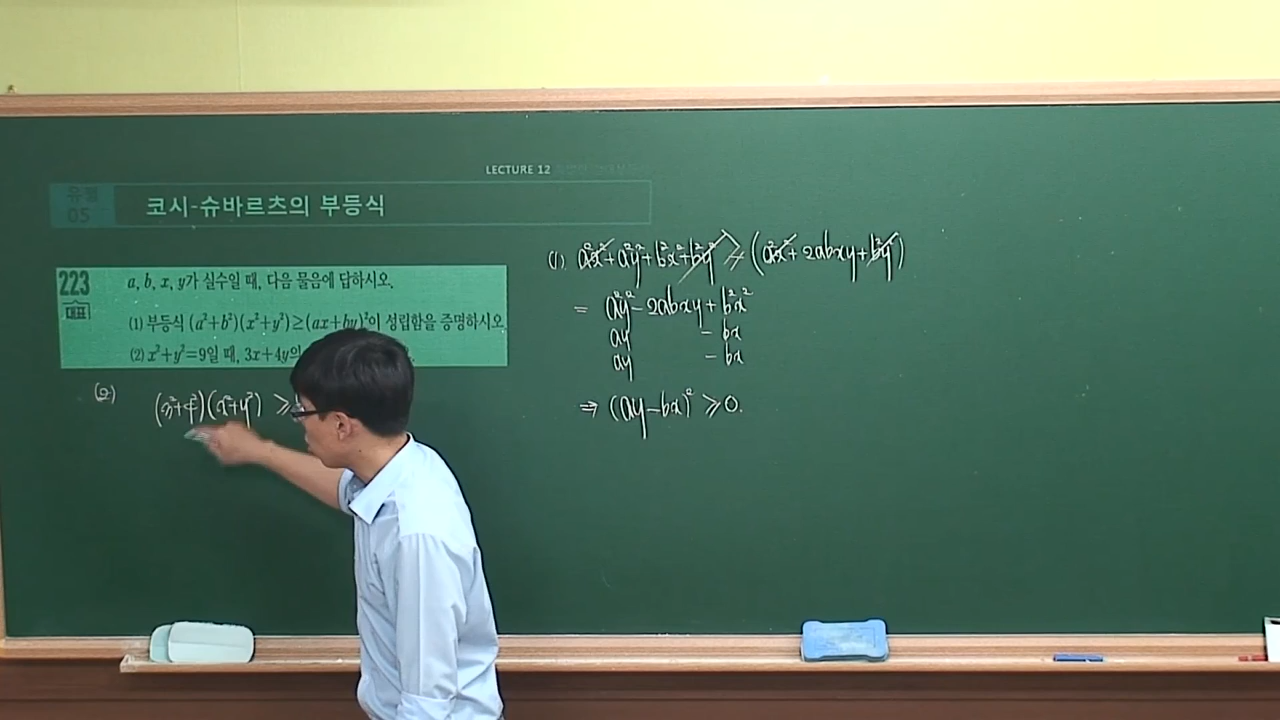 LECTURE 12
유형
05
코시-슈바르츠의 부등식
223
대표
a, b, x, y가 실수일 때, 다음 물음에 답하시오.
(1) 부등식 (a²+b²)(x²+y²)≥(ax+by)²이 성립함을 증명하시오.
(2) x²+y²=9일 때, 3x+4y의
(2) (3²+4²)(x²+y²) ≥
(1) a²x²+a²y²+b²x²+b²y² ≥ (a²x²+2abxy+b²y²)
= a²y²-2abxy+b²x²
ay - bx
ay - bx
⇒ (ay-bx)² ≥ 0.